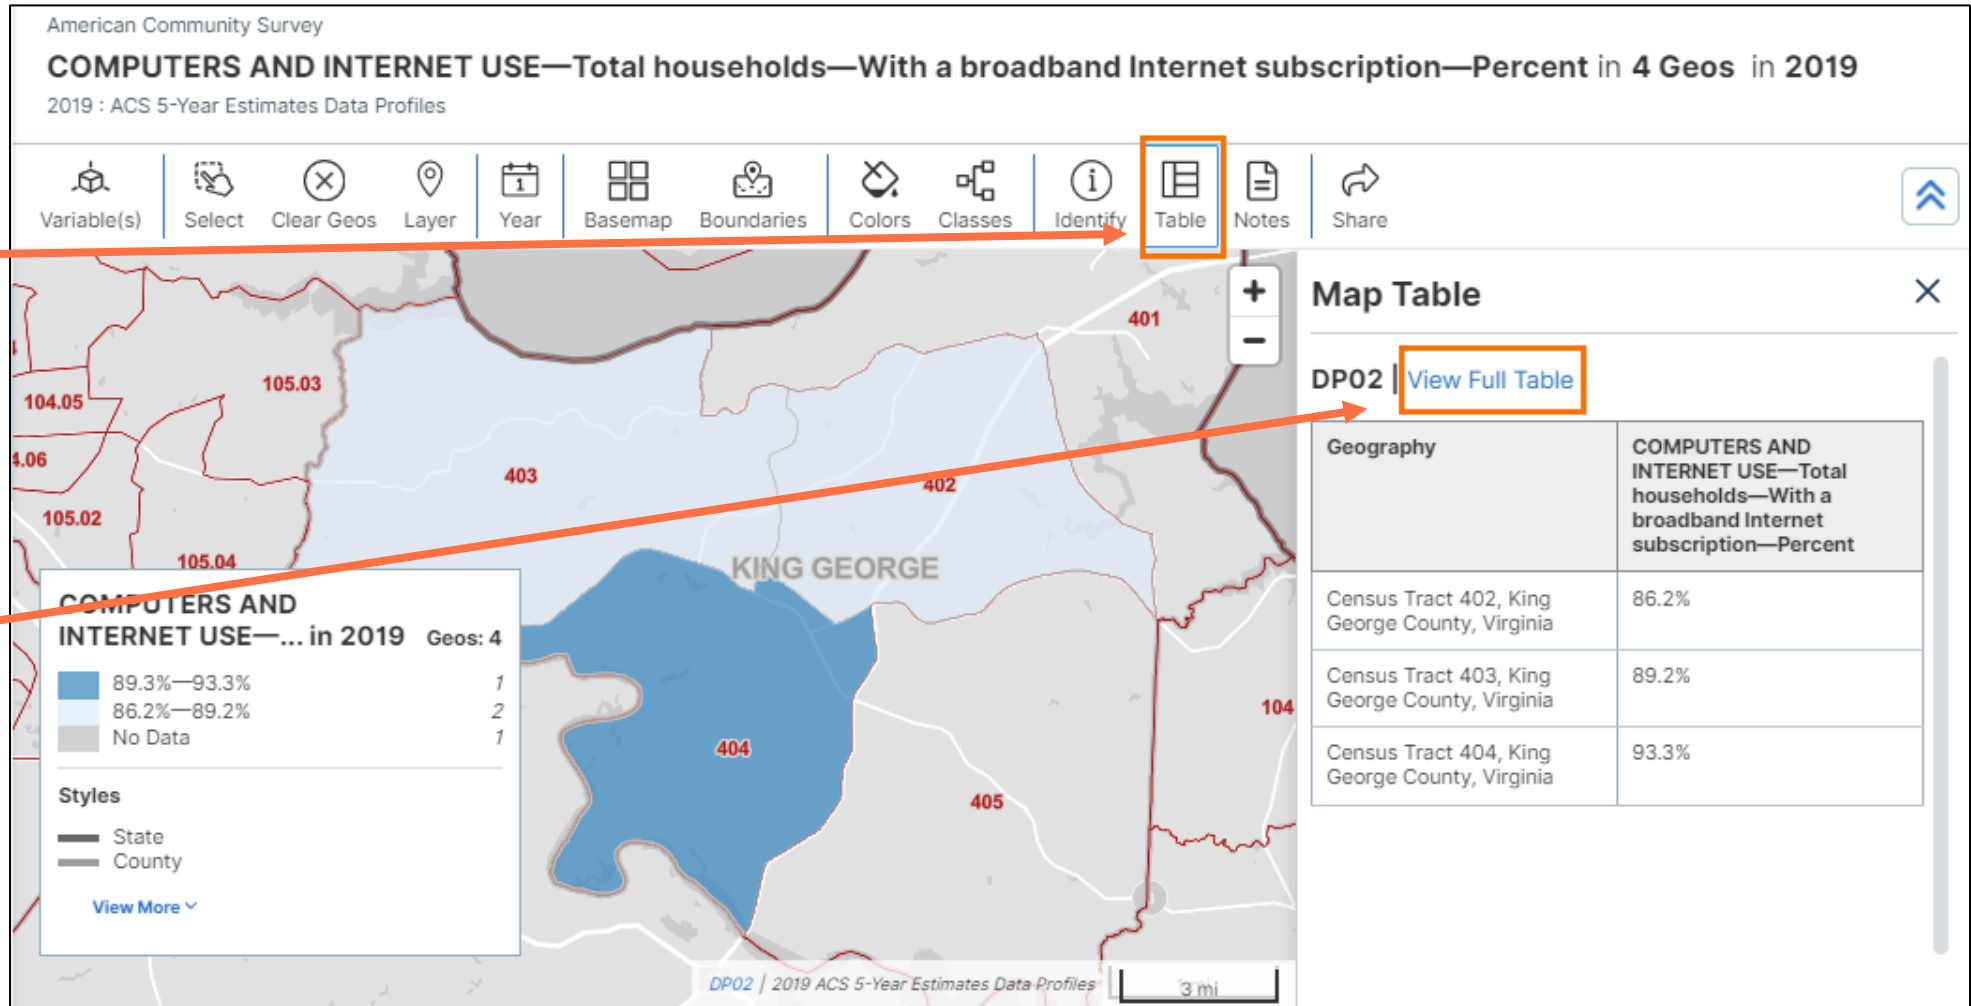 American Community Survey
COMPUTERS AND INTERNET USE—Total households—With a broadband Internet subscription—Percent in 4 Geos in 2019
2019 : ACS 5-Year Estimates Data Profiles
Variable(s)
Select
Clear Geos
Layer
1
Year
Basemap
Boundaries
Colors
Classes
Identify
Table
Notes
Share
401
105.03
104.05
403
402
4.06
105.02
105.04
KING GEORGE
104
404
405
+
−
COMPUTERS AND
INTERNET USE—... in 2019 Geos: 4
89.3%—93.3% 1
86.2%—89.2% 2
No Data 1
Styles
State
County
View More
DP02 | 2019 ACS 5-Year Estimates Data Profiles
3 mi
Map Table
DP02 | View Full Table
Geography
COMPUTERS AND
INTERNET USE—Total
households—With a
broadband Internet
subscription—Percent
Census Tract 402, King
George County, Virginia
86.2%
Census Tract 403, King
George County, Virginia
89.2%
Census Tract 404, King
George County, Virginia
93.3%